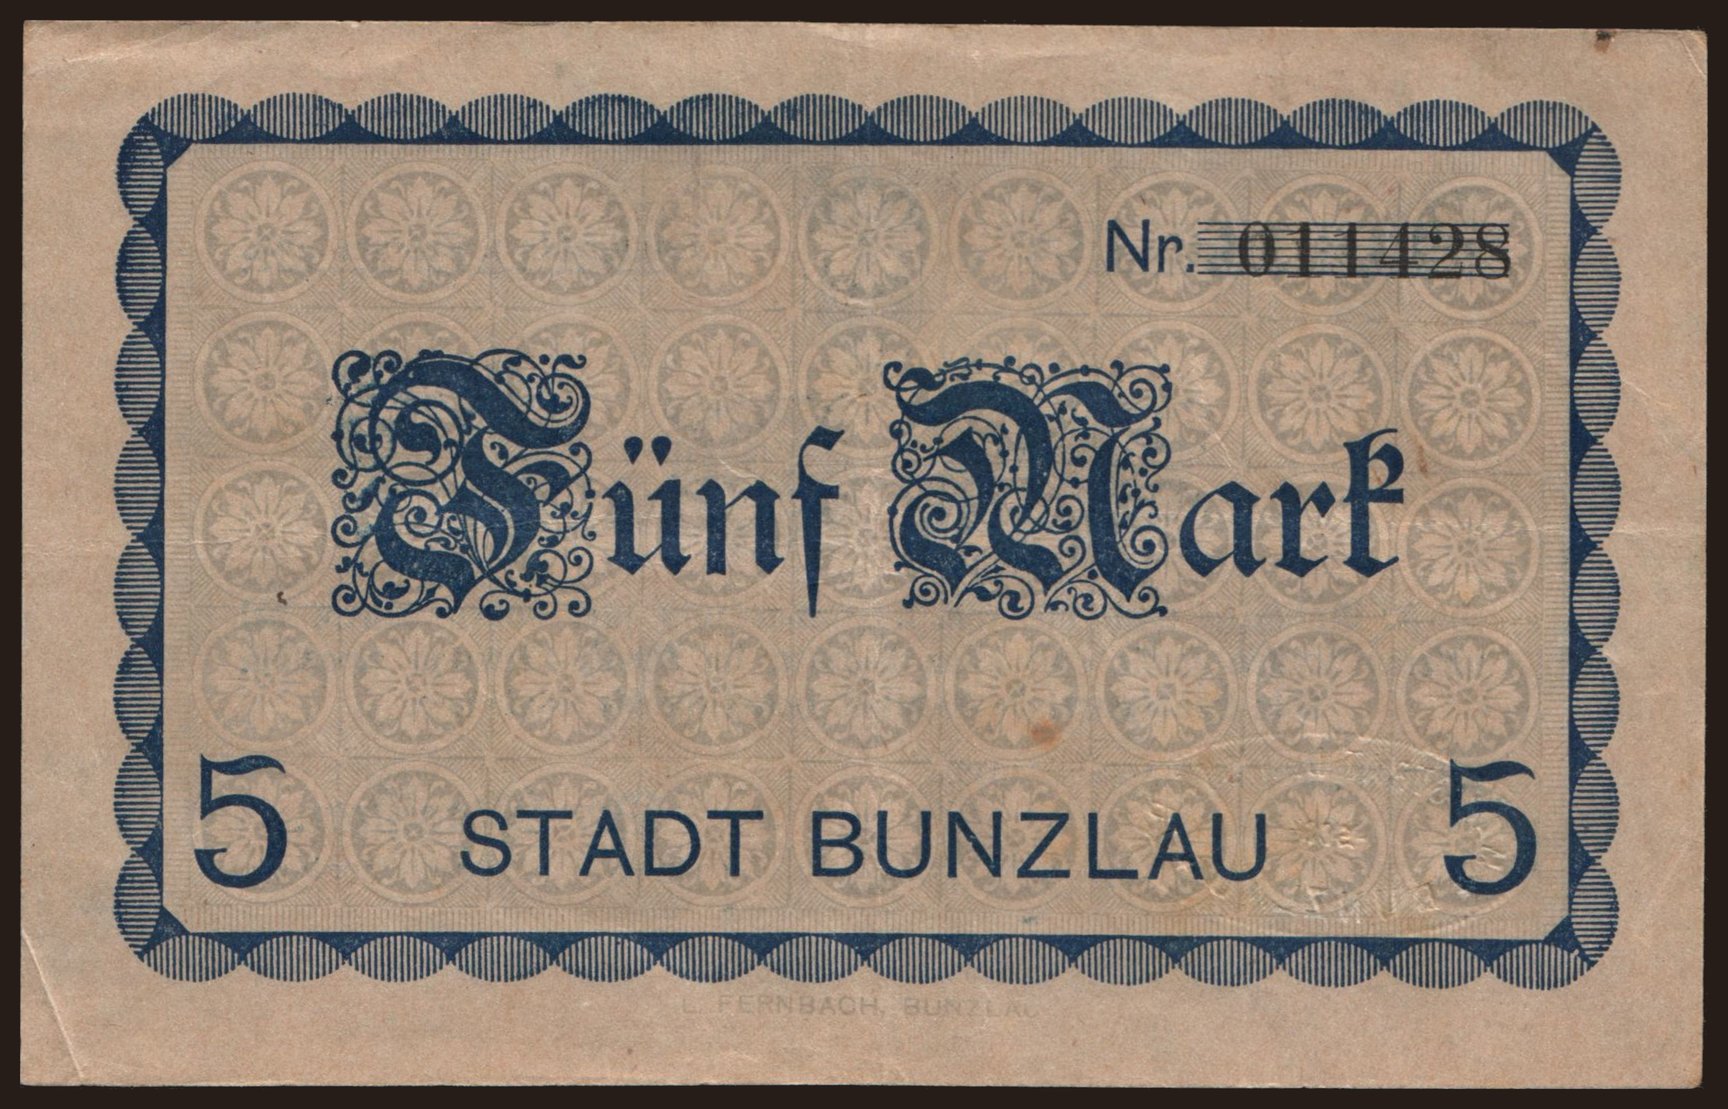 Nr. 011428
Fünf Mark
5 STADT BUNZLAU 5
L. FERNBACH, BUNZLAU